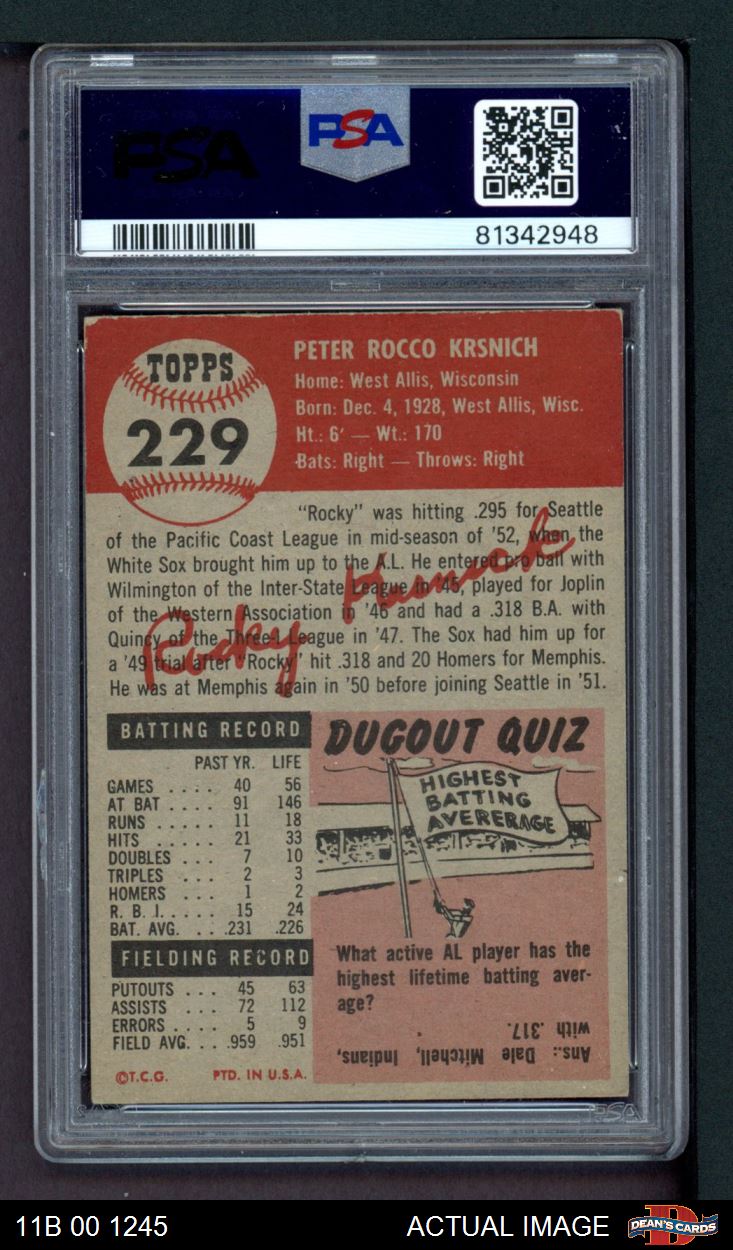 PSA
PSA
81342948
TOPPS
229
PETER ROCCO KRSNICH
Home: West Allis, Wisconsin
Born: Dec. 4, 1928, West Allis, Wisc.
Ht.: 6' — Wt.: 170
Bats: Right — Throws: Right
"Rocky" was hitting .295 for Seattle
of the Pacific Coast League in mid-season of '52, when the
White Sox brought him up to the A.L. He entered pro ball with
Wilmington of the Inter-State League in '45, played for Joplin
of the Western Association in '46 and had a .318 B.A. with
Quincy of the Three-I League in '47. The Sox had him up for
a '49 trial after "Rocky" hit .318 and 20 Homers for Memphis.
He was at Memphis again in '50 before joining Seattle in '51.
Rocky Krsnich
BATTING RECORD
PAST YR. LIFE
GAMES .... 40 56
AT BAT .... 91 146
RUNS ..... 11 18
HITS ..... 21 33
DOUBLES ... 7 10
TRIPLES ... 2 3
HOMERS ... 1 2
R. B. I. .... 15 24
BAT. AVG. ... .231 .226
FIELDING RECORD
PUTOUTS ... 45 63
ASSISTS ... 72 112
ERRORS .... 5 9
FIELD AVG. ... .959 .951
©T.C.G. PTD. IN U.S.A.
DUGOUT QUIZ
HIGHEST
BATTING
AVERERAGE
What active AL player has the
highest lifetime batting aver-
age?
Ans.: Dale Mitchell, Indians,
with .317.
PSA
11B 00 1245
ACTUAL IMAGE
DEAN'S CARDS